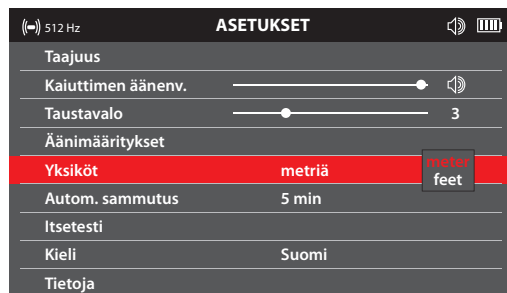 512 Hz ASETUKSET
Taajuus
Kaiuttimen äänenv.
Taustavalo 3
Äänimääritykset
Yksiköt metriä meter
feet
Autom. sammutus 5 min
Itsetesti
Kieli Suomi
Tietoja